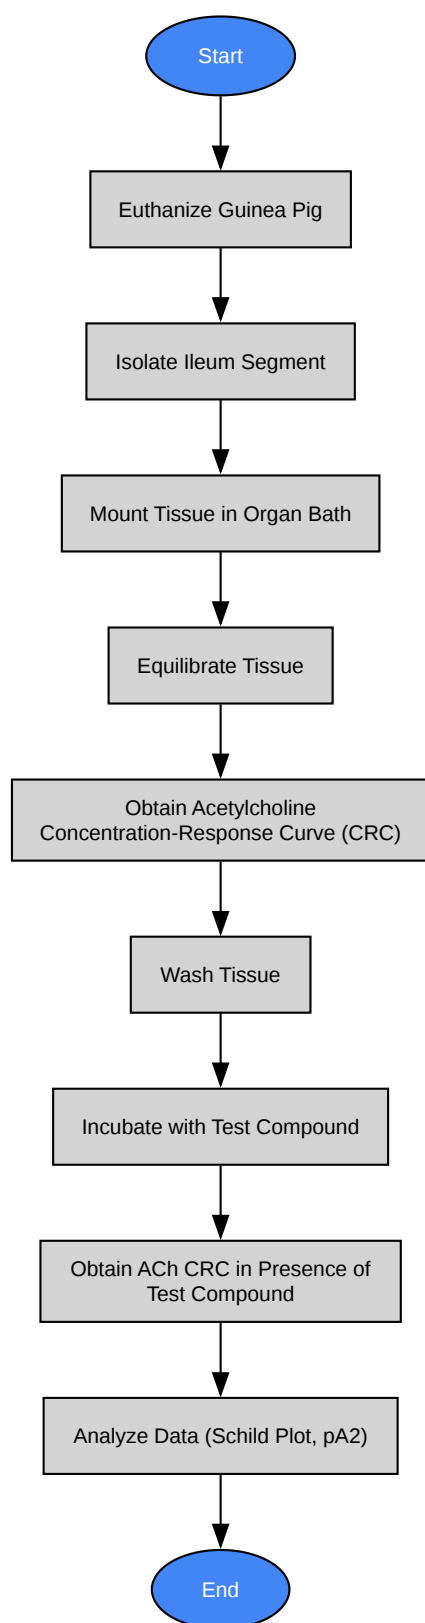 Start
Euthanize Guinea Pig
Isolate Ileum Segment
Mount Tissue in Organ Bath
Equilibrate Tissue
Obtain Acetylcholine
Concentration-Response Curve (CRC)
Wash Tissue
Incubate with Test Compound
Obtain ACh CRC in Presence of
Test Compound
Analyze Data (Schild Plot, pA2)
End